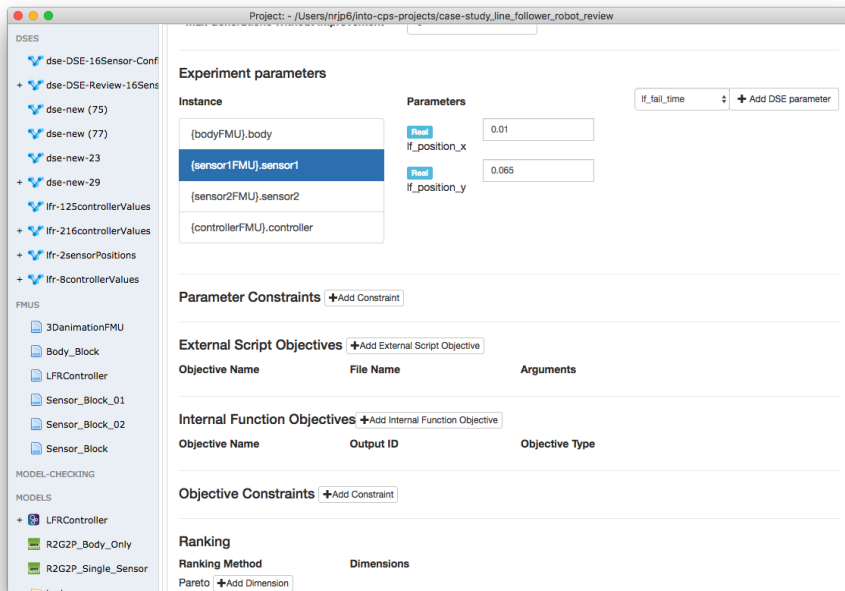 Project: - /Users/nrjp6/into-cps-projects/case-study_line_follower_robot_review
DSES
dse-DSE-16Sensor-Confi
+ dse-DSE-Review-16Sens
dse-new (75)
dse-new (77)
dse-new-23
+ dse-new-29
lfr-125controllerValues
+ lfr-216controllerValues
+ lfr-2sensorPositions
+ lfr-8controllerValues
FMUS
3DanimationFMU
Body_Block
LFRController
Sensor_Block_01
Sensor_Block_02
Sensor_Block
MODEL-CHECKING
MODELS
+ LFRController
R2G2P_Body_Only
R2G2P_Single_Sensor
Experiment parameters
Instance
{bodyFMU}.body
{sensor1FMU}.sensor1
{sensor2FMU}.sensor2
{controllerFMU}.controller
Parameters
lf_fail_time
+ Add DSE parameter
Real
lf_position_x
0.01
Real
lf_position_y
0.065
Parameter Constraints +Add Constraint
External Script Objectives +Add External Script Objective
Objective Name File Name Arguments
Internal Function Objectives +Add Internal Function Objective
Objective Name Output ID Objective Type
Objective Constraints +Add Constraint
Ranking
Ranking Method Dimensions
Pareto +Add Dimension